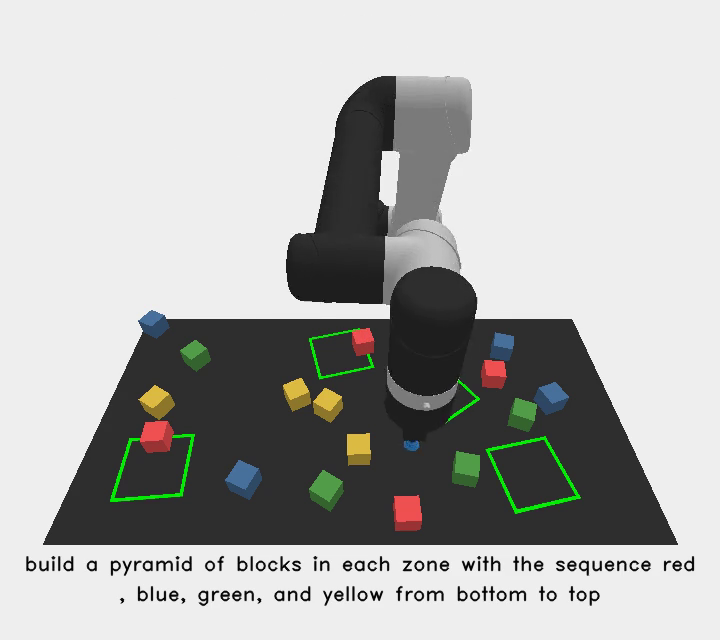 build a pyramid of blocks in each zone with the sequence red
, blue, green, and yellow from bottom to top